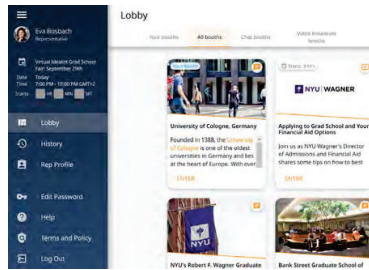 Lobby
Eva Bosbach
Representative
Virtual Idealist Grad School
Fair: September 29th
Date Today
Time 7:00 PM - 10:00 PM GMT+2
Starts HR MIN
Lobby
History
Rep Profile
Edit Password
Help
Terms and Policy
Log Out
Your booths
All booths
Chat booths
Video Broadcast
booths
University of Cologne, Germany
Founded in 1388, the University
of Cologne is one of the oldest
universities in Germany and lies
at the heart of Europe. With over
ENTER
NYU WAGNER
Applying to Grad School and Your
Financial Aid Options
Join us as NYU Wagner's Director
of Admissions and Financial Aid
shares some tips on how to best
ENTER
NYU
NYU's Robert F. Wagner Graduate
Bank Street Graduate School of